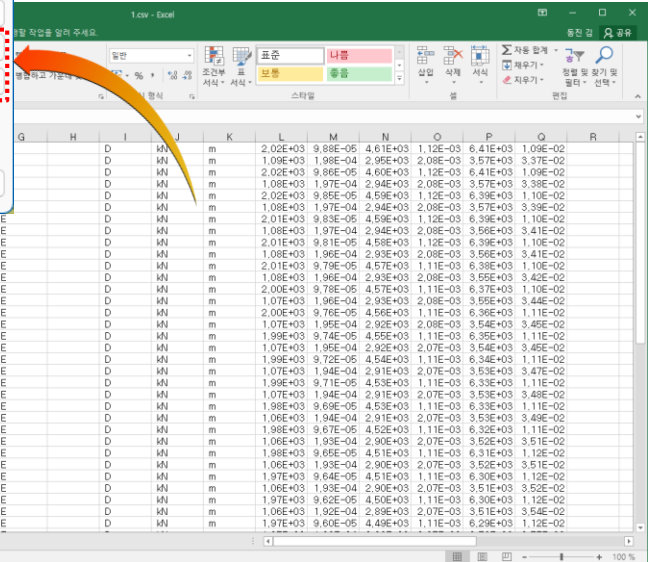 1.csv - Excel
행할 작업을 알려 주세요.
동진 김 공유
일반
% , 
조건부 서식 표 서식
표준 나쁨
보통 좋음
삽입 삭제 서식
자동 합계
채우기
지우기
정렬 및 필터 찾기 및 선택
병합하고 가운데
형식 스타일 셀 편집
G H I J K L M N O P Q R
D kN m 2.02E+03 9.88E-05 4.61E+03 1.12E-03 6.41E+03 1.09E-02
D kN m 1.09E+03 1.98E-04 2.95E+03 2.08E-03 3.57E+03 3.37E-02
D kN m 2.02E+03 9.86E-05 4.60E+03 1.12E-03 6.41E+03 1.09E-02
D kN m 1.08E+03 1.97E-04 2.94E+03 2.08E-03 3.57E+03 3.38E-02
D kN m 2.02E+03 9.85E-05 4.59E+03 1.12E-03 6.39E+03 1.10E-02
D kN m 1.08E+03 1.97E-04 2.94E+03 2.08E-03 3.57E+03 3.39E-02
E D kN m 2.01E+03 9.83E-05 4.59E+03 1.12E-03 6.39E+03 1.10E-02
E D kN m 1.08E+03 1.97E-04 2.94E+03 2.08E-03 3.56E+03 3.41E-02
E D kN m 2.01E+03 9.81E-05 4.58E+03 1.12E-03 6.39E+03 1.10E-02
E D kN m 1.08E+03 1.96E-04 2.93E+03 2.08E-03 3.56E+03 3.41E-02
E D kN m 2.01E+03 9.79E-05 4.57E+03 1.11E-03 6.38E+03 1.10E-02
E D kN m 1.08E+03 1.96E-04 2.93E+03 2.08E-03 3.55E+03 3.42E-02
E D kN m 2.00E+03 9.78E-05 4.57E+03 1.11E-03 6.37E+03 1.10E-02
E D kN m 1.07E+03 1.96E-04 2.93E+03 2.08E-03 3.55E+03 3.44E-02
E D kN m 2.00E+03 9.76E-05 4.56E+03 1.11E-03 6.36E+03 1.11E-02
E D kN m 1.07E+03 1.95E-04 2.92E+03 2.08E-03 3.54E+03 3.45E-02
E D kN m 1.99E+03 9.74E-05 4.55E+03 1.11E-03 6.35E+03 1.11E-02
E D kN m 1.07E+03 1.95E-04 2.92E+03 2.07E-03 3.54E+03 3.45E-02
E D kN m 1.99E+03 9.72E-05 4.54E+03 1.11E-03 6.34E+03 1.11E-02
E D kN m 1.07E+03 1.94E-04 2.91E+03 2.07E-03 3.53E+03 3.47E-02
E D kN m 1.99E+03 9.71E-05 4.53E+03 1.11E-03 6.33E+03 1.11E-02
E D kN m 1.07E+03 1.94E-04 2.91E+03 2.07E-03 3.53E+03 3.48E-02
E D kN m 1.98E+03 9.69E-05 4.53E+03 1.11E-03 6.33E+03 1.11E-02
E D kN m 1.06E+03 1.94E-04 2.91E+03 2.07E-03 3.53E+03 3.49E-02
E D kN m 1.98E+03 9.67E-05 4.52E+03 1.11E-03 6.32E+03 1.11E-02
E D kN m 1.06E+03 1.93E-04 2.90E+03 2.07E-03 3.52E+03 3.51E-02
E D kN m 1.98E+03 9.65E-05 4.51E+03 1.11E-03 6.31E+03 1.12E-02
E D kN m 1.06E+03 1.93E-04 2.90E+03 2.07E-03 3.52E+03 3.51E-02
E D kN m 1.97E+03 9.64E-05 4.51E+03 1.11E-03 6.30E+03 1.12E-02
E D kN m 1.06E+03 1.93E-04 2.90E+03 2.07E-03 3.51E+03 3.52E-02
E D kN m 1.97E+03 9.62E-05 4.50E+03 1.11E-03 6.30E+03 1.12E-02
E D kN m 1.06E+03 1.92E-04 2.89E+03 2.07E-03 3.51E+03 3.54E-02
E D kN m 1.97E+03 9.60E-05 4.49E+03 1.11E-03 6.29E+03 1.12E-02
100 %